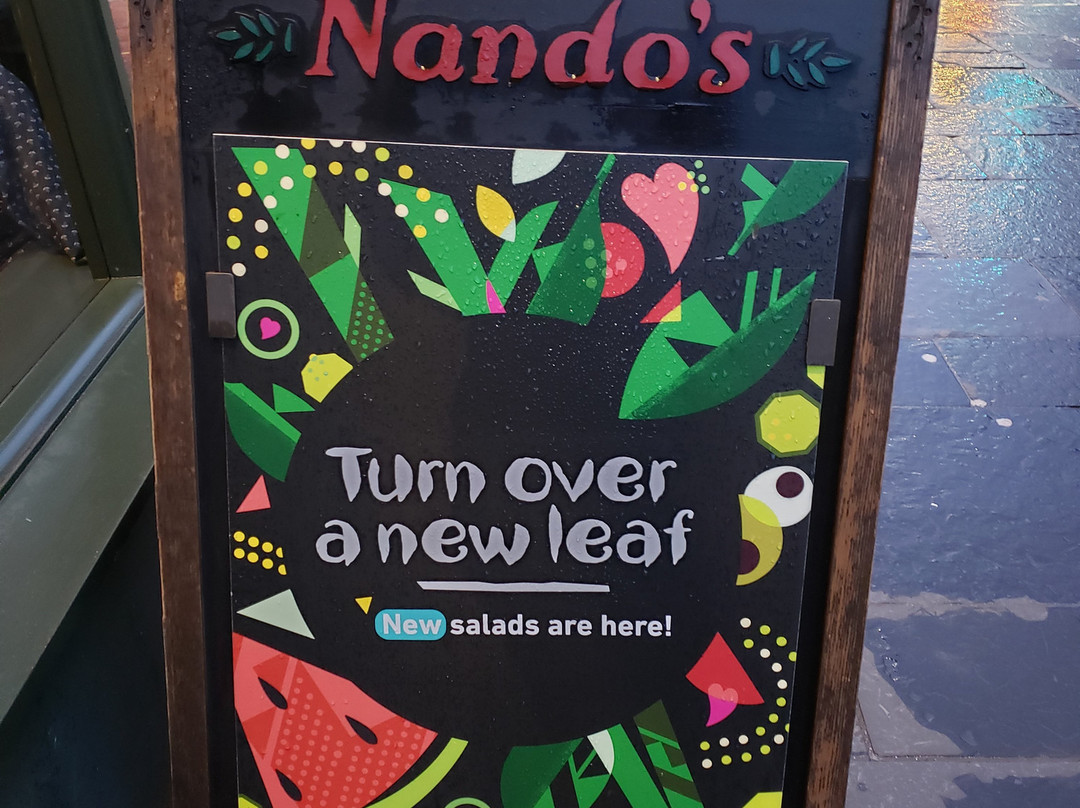 Nando's
Turn over
a new leaf
New salads are here!